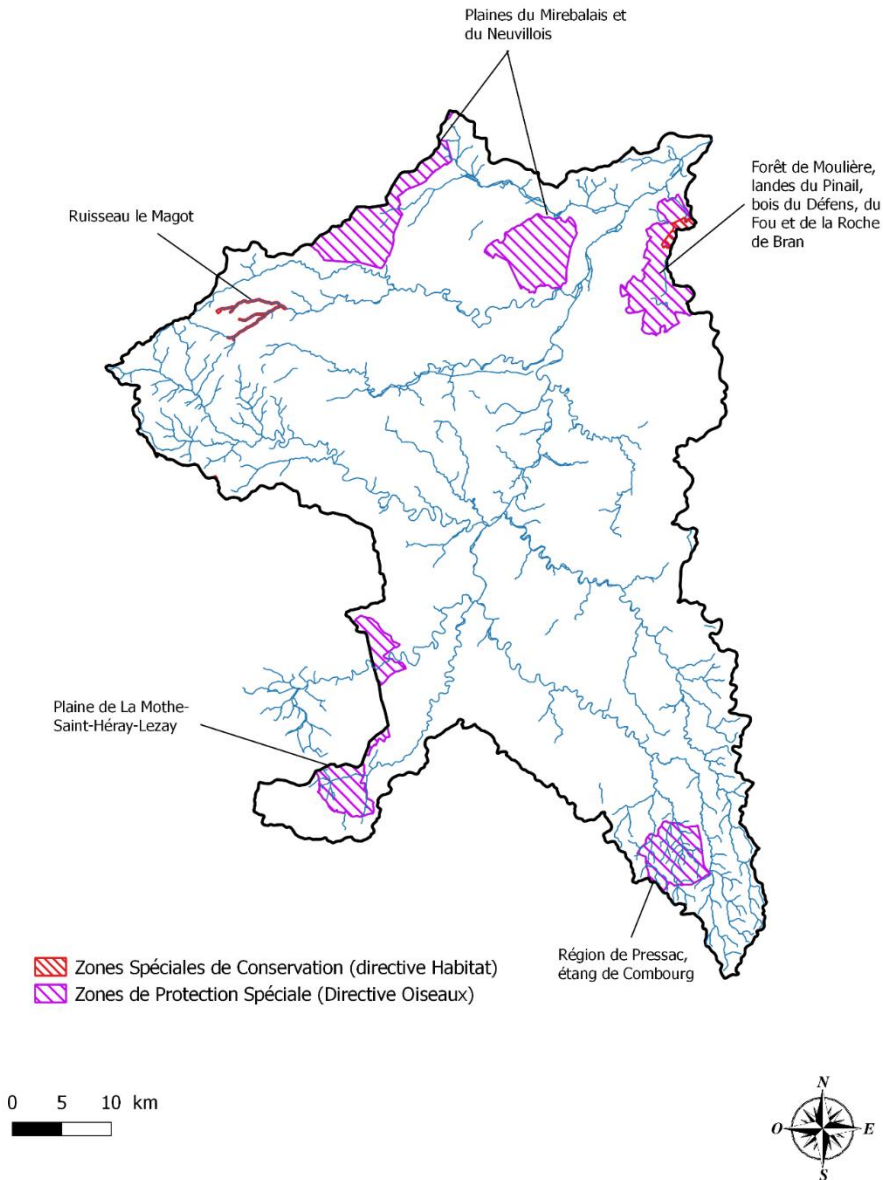 Plaines du Mirebalais et
du Neuvillois
Forêt de Moulière,
landes du Pinail,
bois du Défens, du
Fou et de la Roche
de Bran
Ruisseau le Magot
Plaine de La Mothe-
Saint-Héray-Lezay
Région de Pressac,
étang de Combourg
Zones Spéciales de Conservation (directive Habitat)
Zones de Protection Spéciale (Directive Oiseaux)
0 5 10 km
N
O E
S